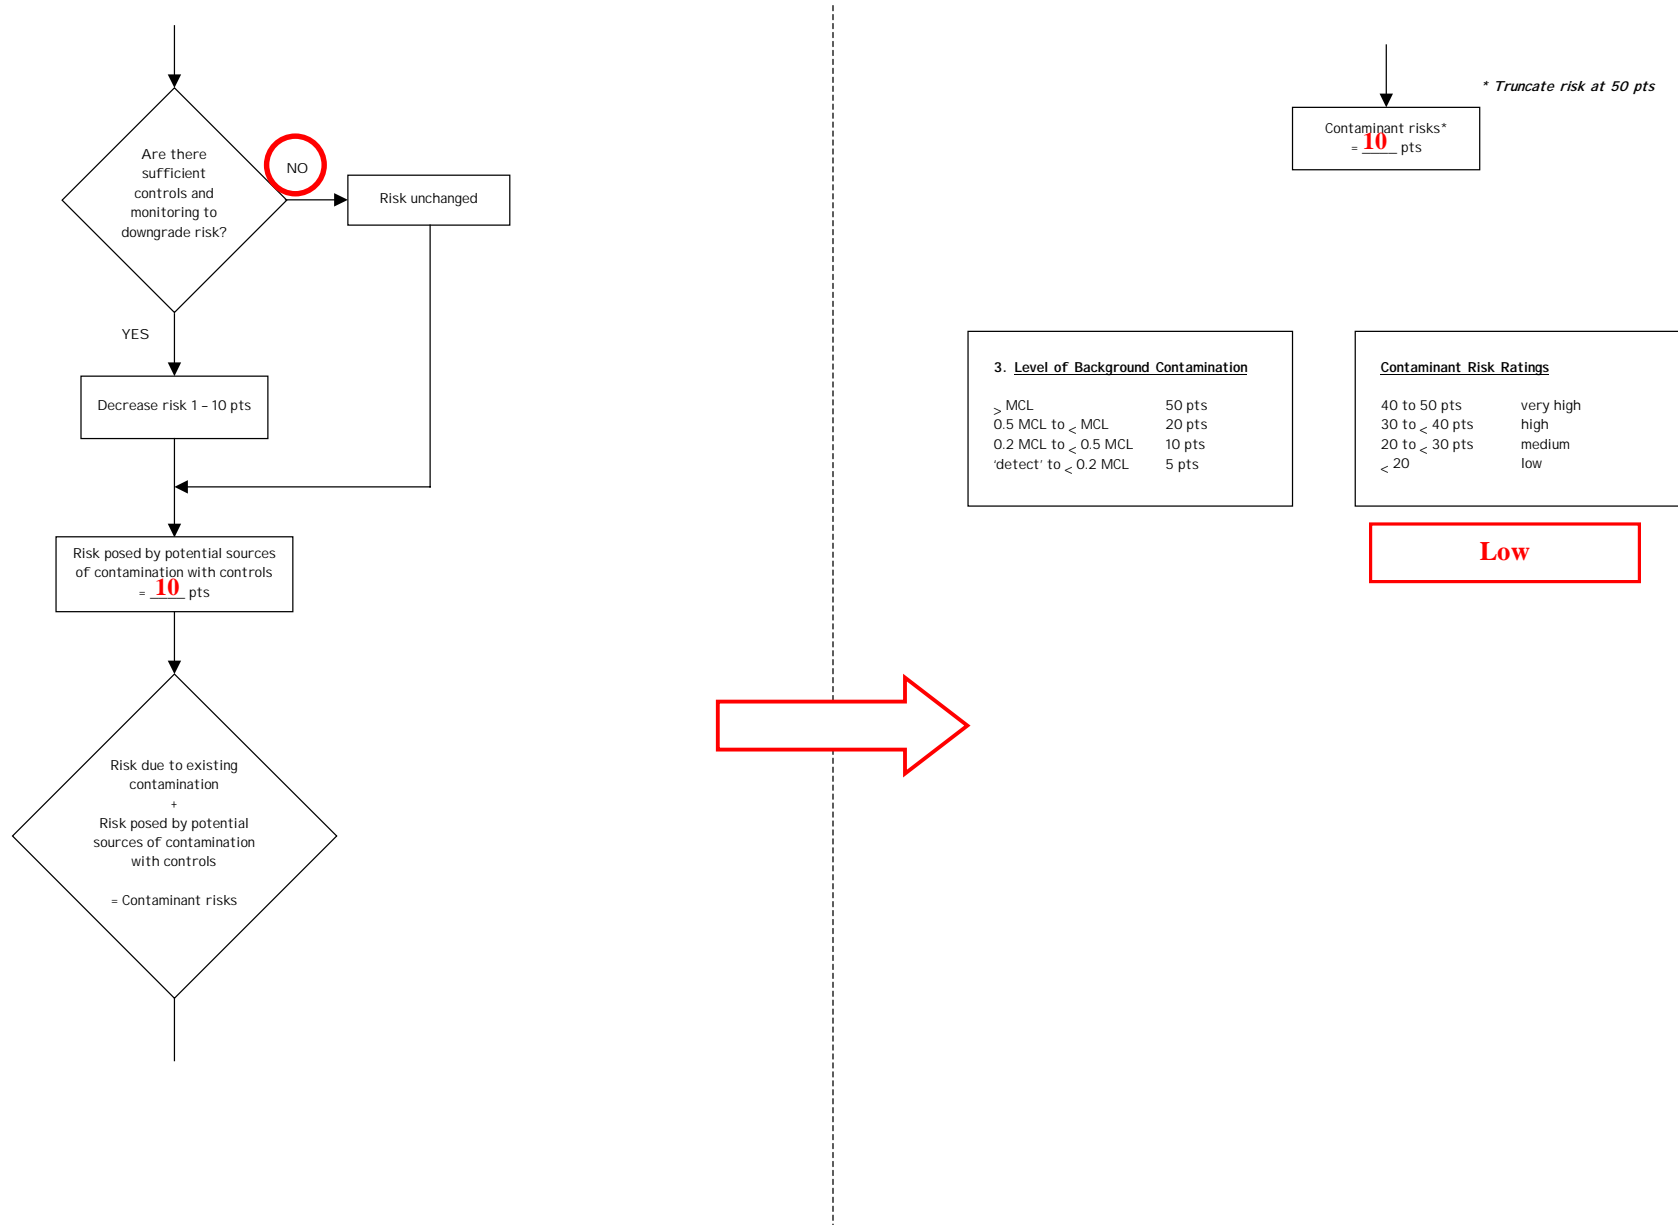 Are there
sufficient
controls and
monitoring to
downgrade risk?
NO
Risk unchanged
YES
Decrease risk 1 – 10 pts
Risk posed by potential sources
of contamination with controls
= 10 pts
Risk due to existing
contamination
+
Risk posed by potential
sources of contamination
with controls
= Contaminant risks
* Truncate risk at 50 pts
Contaminant risks*
= 10 pts
3. Level of Background Contamination
> MCL 50 pts
0.5 MCL to < MCL 20 pts
0.2 MCL to < 0.5 MCL 10 pts
‘detect’ to < 0.2 MCL 5 pts
Contaminant Risk Ratings
40 to 50 pts very high
30 to < 40 pts high
20 to < 30 pts medium
< 20 low
Low